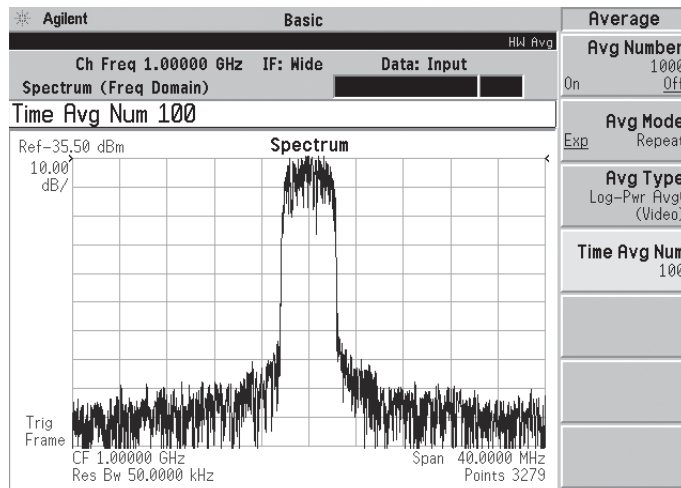 Agilent Basic Average
HW Avg
Ch Freq 1.00000 GHz IF: Wide Data: Input
Spectrum (Freq Domain)
Time Avg Num 100
Ref-35.50 dBm Spectrum
10.00
dB/
Trig
Frame
CF 1.00000 GHz Span 40.0000 MHz
Res Bw 50.0000 kHz Points 3279
Avg Number
1000
On Off
Avg Mode
Exp Repeat
Avg Type
Log-Pwr Avg
(Video)
Time Avg Num
100